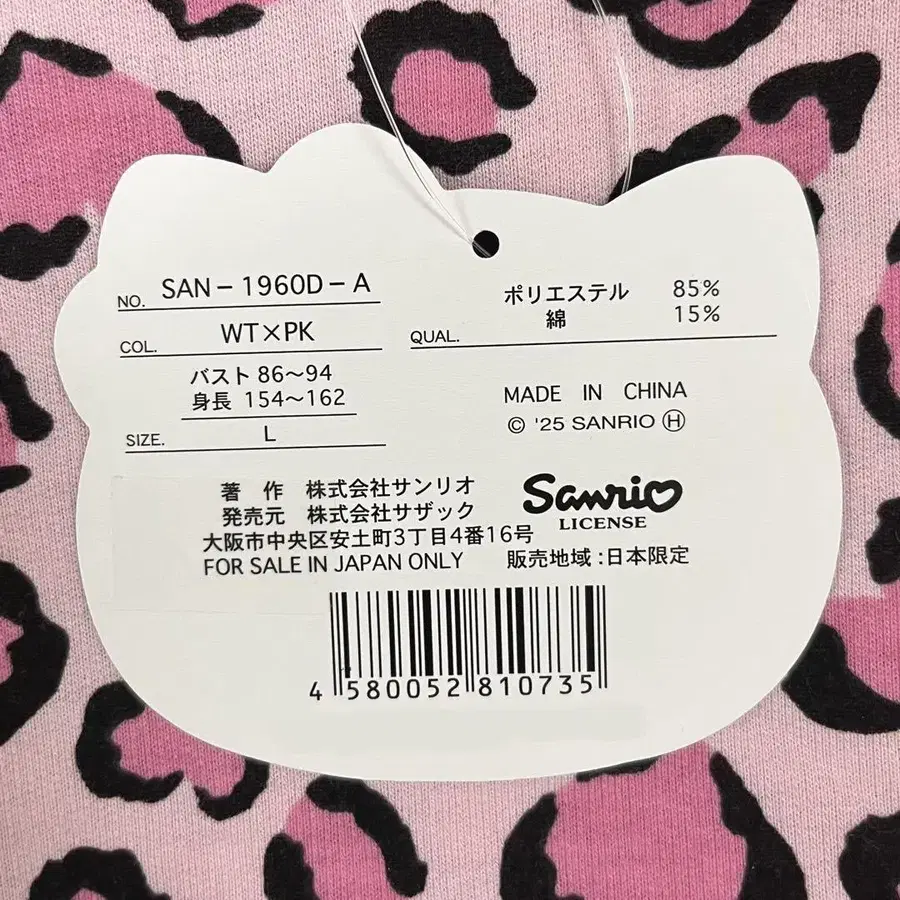 NO. SAN-1960D-A
COL. WT×PK
バスト 86～94
身長 154～162
SIZE. L
ポリエステル 85%
綿 15%
QUAL.
MADE IN CHINA
© '25 SANRIO Ⓗ
著 作 株式会社サンリオ
発売元 株式会社サザック
大阪市中央区安土町3丁目4番16号
FOR SALE IN JAPAN ONLY 販売地域:日本限定
Sanrio
LICENSE
4 580052 810735